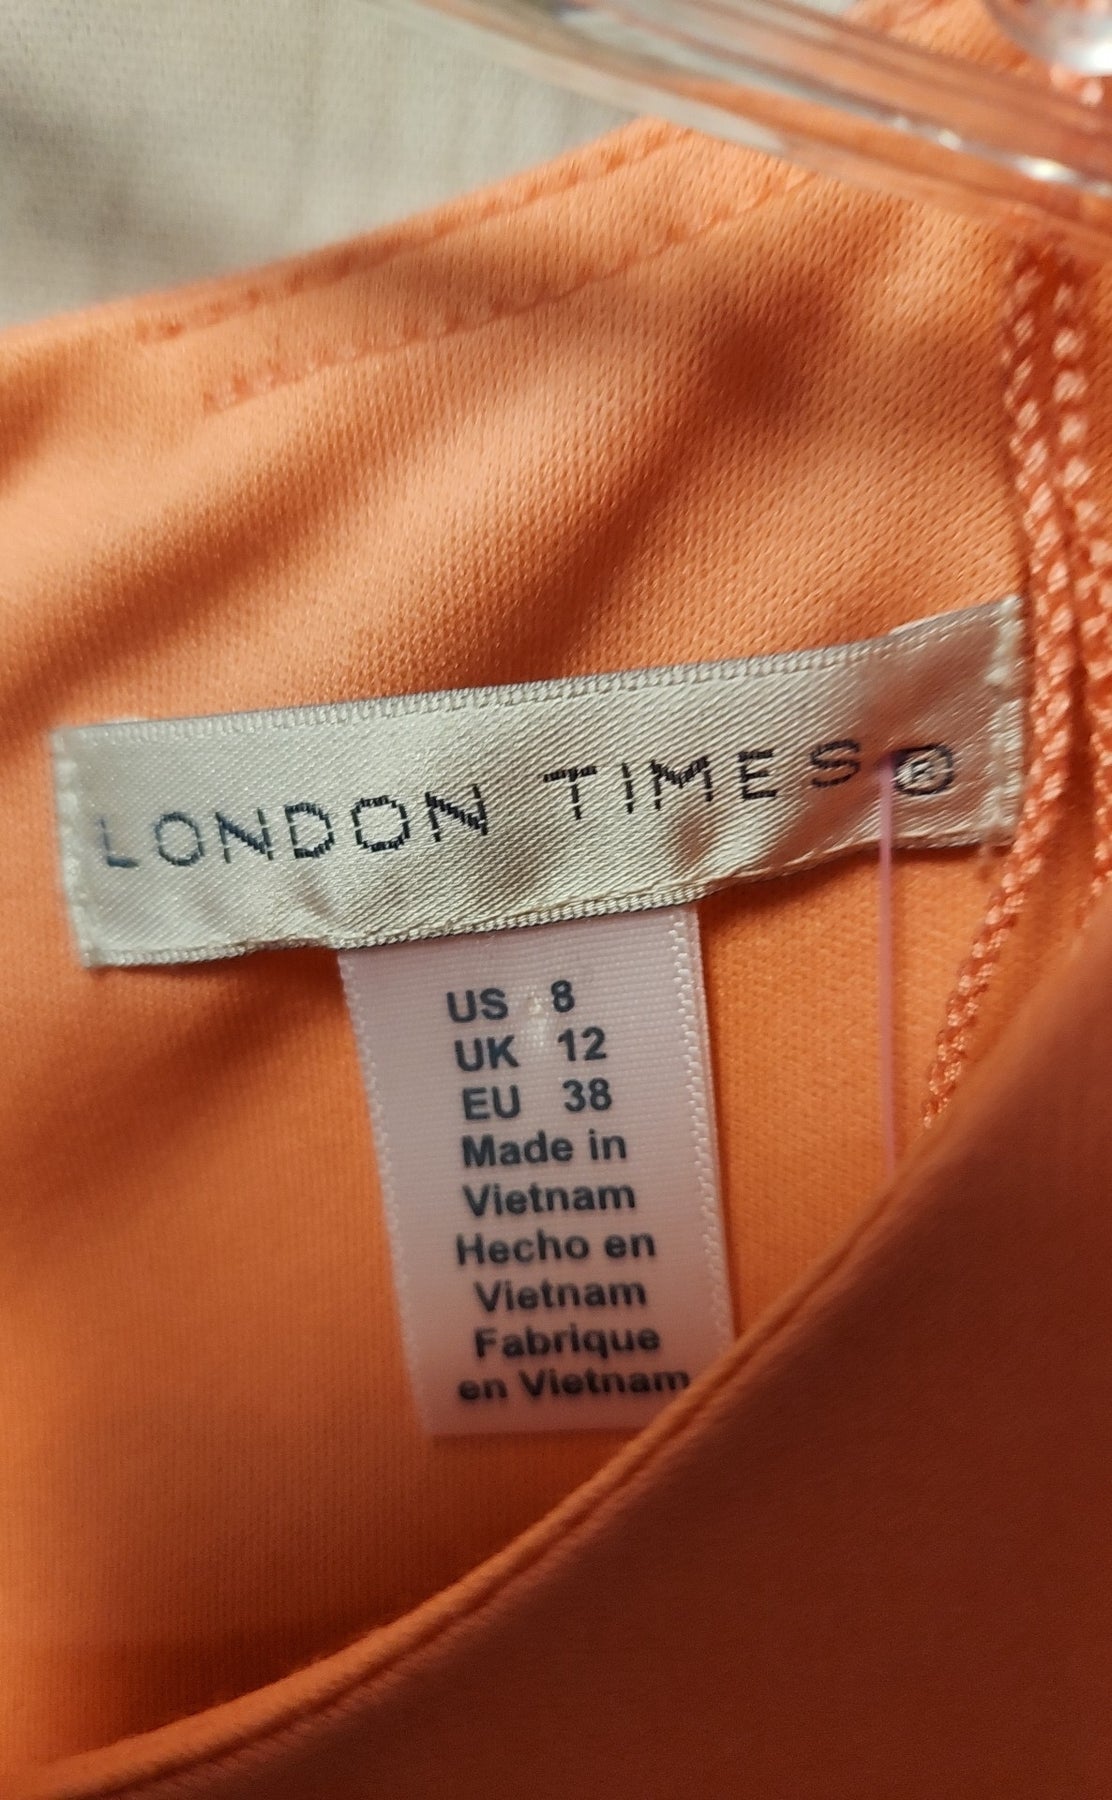 LONDON TIMES®
US 8
UK 12
EU 38
Made in
Vietnam
Hecho en
Vietnam
Fabrique
en Vietnam